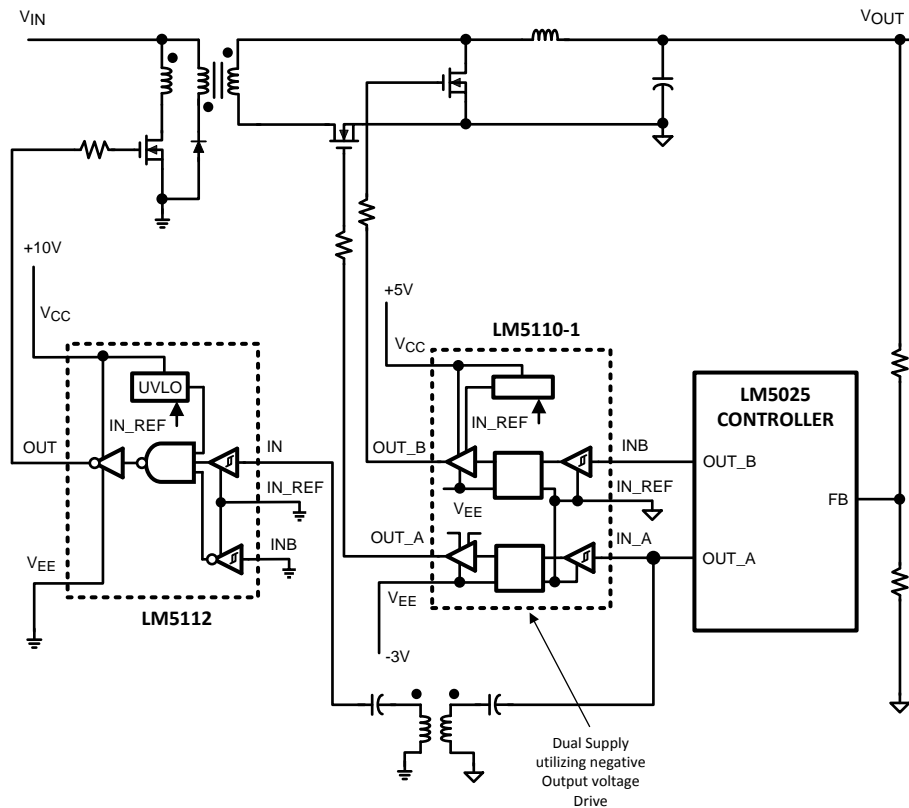 VIN
VOUT
+10V
VCC
+5V
LM5110-1
VCC
UVLO
IN_REF
IN_REF
LM5025
CONTROLLER
OUT
IN
OUT_B
INB
OUT_B
IN_REF
VEE
IN_REF
FB
INB
OUT_A
IN_A
OUT_A
VEE
LM5112
VEE
-3V
Dual Supply
utilizing negative
Output voltage
Drive